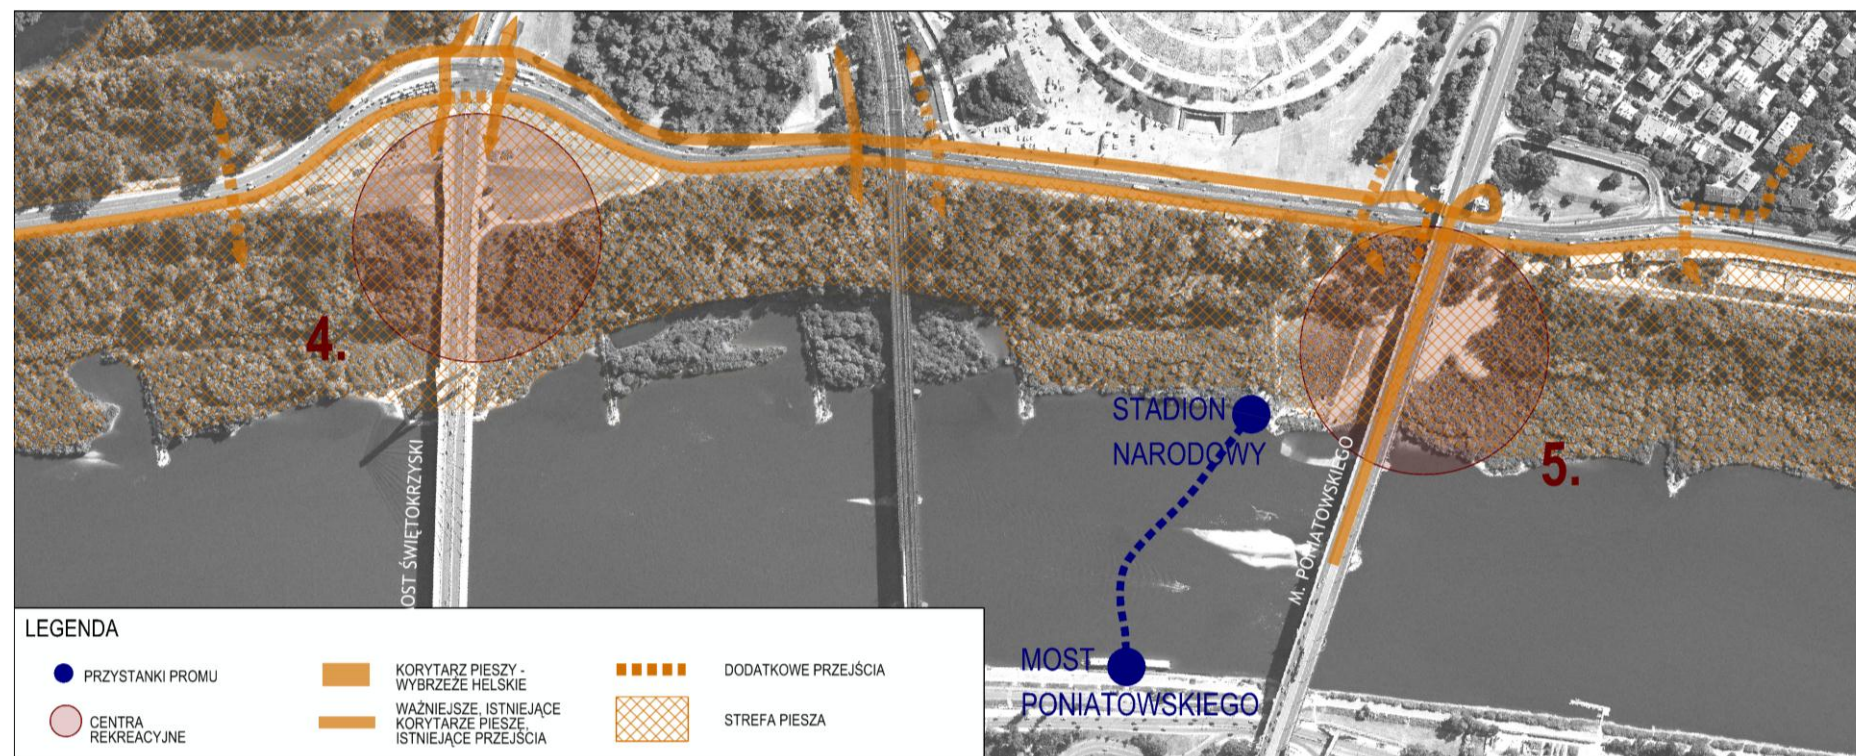 4.
5.
STADION
NARODOWY
OST ŚWIĘTOKRZYSKI
M. PONIATOWSKIEGO
MOST
PONIATOWSKIEGO
LEGENDA
PRZYSTANKI PROMU
CENTRA
REKREACYJNE
KORYTARZ PIESZY -
WYBRZEŻE HELSKIE
WAŻNIEJSZE, ISTNIEJĄCE
KORYTARZE PIESZE,
ISTNIEJĄCE PRZEJŚCIA
DODATKOWE PRZEJŚCIA
STREFA PIESZA